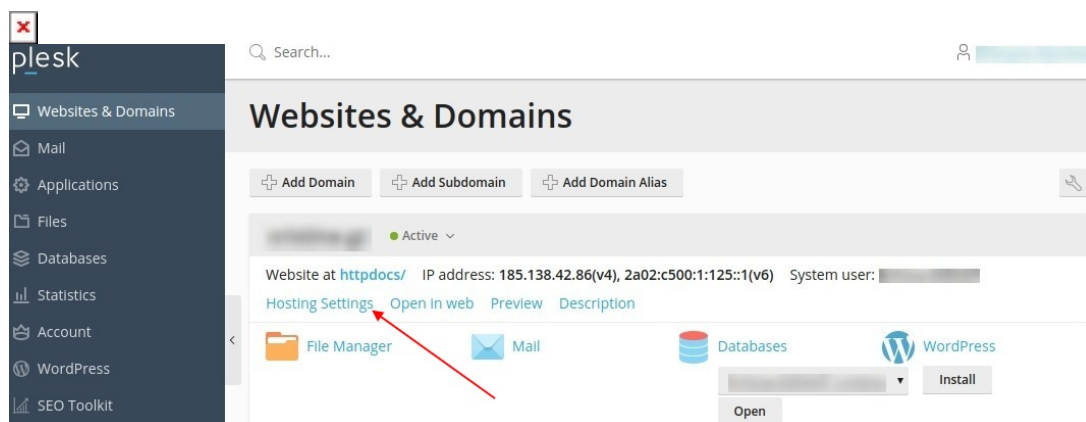 plesk
Search...
Websites & Domains
Mail
Applications
Files
Databases
Statistics
Account
WordPress
SEO Toolkit
Websites & Domains
Add Domain Add Subdomain Add Domain Alias
Active
Website at httpdocs/ IP address: 185.138.42.86(v4), 2a02:c500:1:125::1(v6) System user:
Hosting Settings Open in web Preview Description
File Manager Mail Databases WordPress
Install
Open